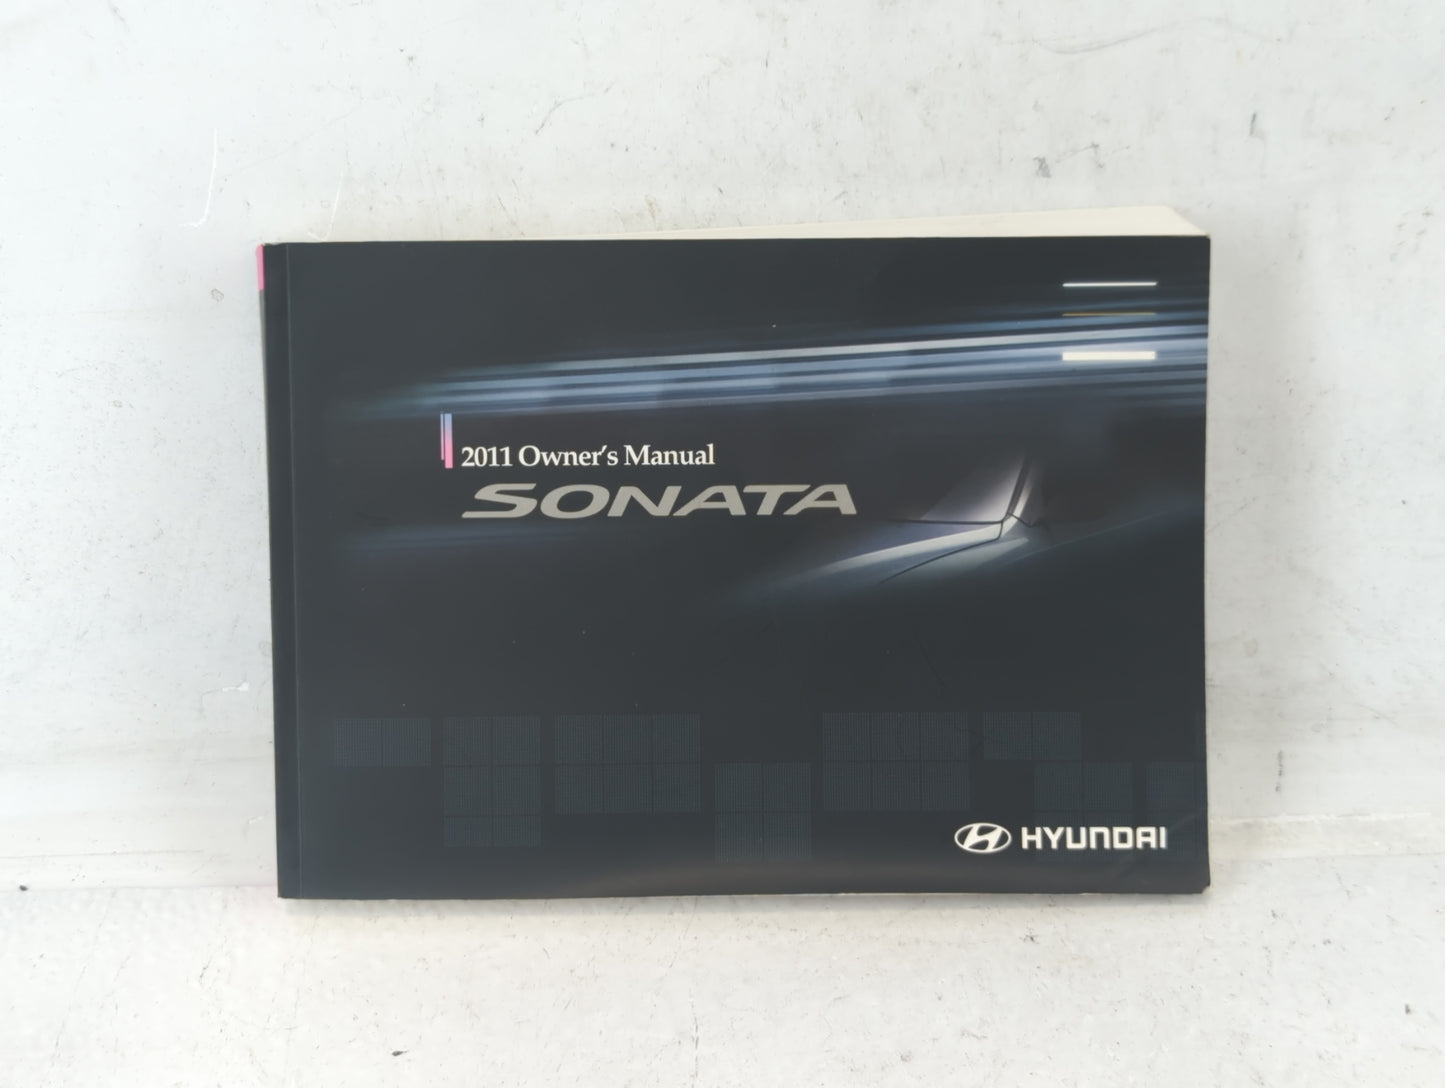 2011 Owner's Manual
SONATA
HYUNDAI